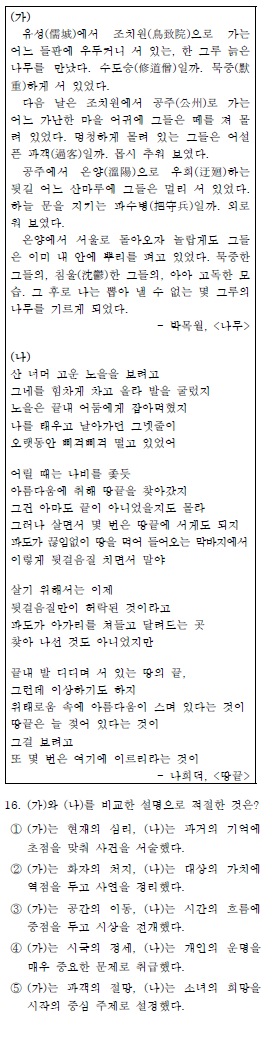 (가)
유성(儒城)에서 조치원(鳥致院)으로 가는
어느 들판에 우두커니 서 있는, 한 그루 늙은
나무를 만났다. 수도승(修道僧)일까. 묵중(默
重)하게 서 있었다.
다음 날은 조치원에서 공주(公州)로 가는
어느 가난한 마을 어귀에 그들은 떼를 져 몰
려 있었다. 멍청하게 몰려 있는 그들은 어설
픈 과객(過客)일까. 몹시 추워 보였다.
공주에서 온양(溫陽)으로 우회(迂廻)하는
뒷길 어느 산마루에 그들은 멀리 서 있었다.
하늘 문을 지키는 파수병(把守兵)일까. 외로
워 보였다.
온양에서 서울로 돌아오자 놀랍게도 그들
은 이미 내 안에 뿌리를 펴고 있었다. 묵중한
그들의, 침울(沈鬱)한 그들의, 아아 고독한 모
습. 그 후로 나는 뽑아 낼 수 없는 몇 그루의
나무를 기르게 되었다.
- 박목월, <나무>
(나)
산 너머 고운 노을을 보려고
그네를 힘차게 차고 올라 발을 굴렀지
노을은 끝내 어둠에게 잡아먹혔지
나를 태우고 날아가던 그넷줄이
오랫동안 삐걱삐걱 떨고 있었어
어릴 때는 나비를 좇듯
아름다움에 취해 땅끝을 찾아갔지
그건 아마도 끝이 아니었을지도 몰라
그러나 살면서 몇 번은 땅끝에 서게도 되지
파도가 끊임없이 땅을 먹어 들어오는 막바지에서
이렇게 뒷걸음질 치면서 말야
살기 위해서는 이제
뒷걸음질만이 허락된 것이라고
파도가 아가리를 쳐들고 달려드는 곳
찾아 나선 것도 아니었지만
끝내 발 디디며 서 있는 땅의 끝,
그런데 이상하기도 하지
위태로움 속에 아름다움이 스며 있다는 것이
땅끝은 늘 젖어 있다는 것이
그걸 보려고
또 몇 번은 여기에 이르리라는 것이
- 나희덕, <땅끝>
16. (가)와 (나)를 비교한 설명으로 적절한 것은?
① (가)는 현재의 심리, (나)는 과거의 기억에
초점을 맞춰 사건을 서술했다.
② (가)는 화자의 처지, (나)는 대상의 가치에
역점을 두고 사연을 정리했다.
③ (가)는 공간의 이동, (나)는 시간의 흐름에
중점을 두고 시상을 전개했다.
④ (가)는 시국의 정세, (나)는 개인의 운명을
매우 중요한 문제로 취급했다.
⑤ (가)는 과객의 절망, (나)는 소녀의 희망을
시작의 중심 주제로 설정했다.